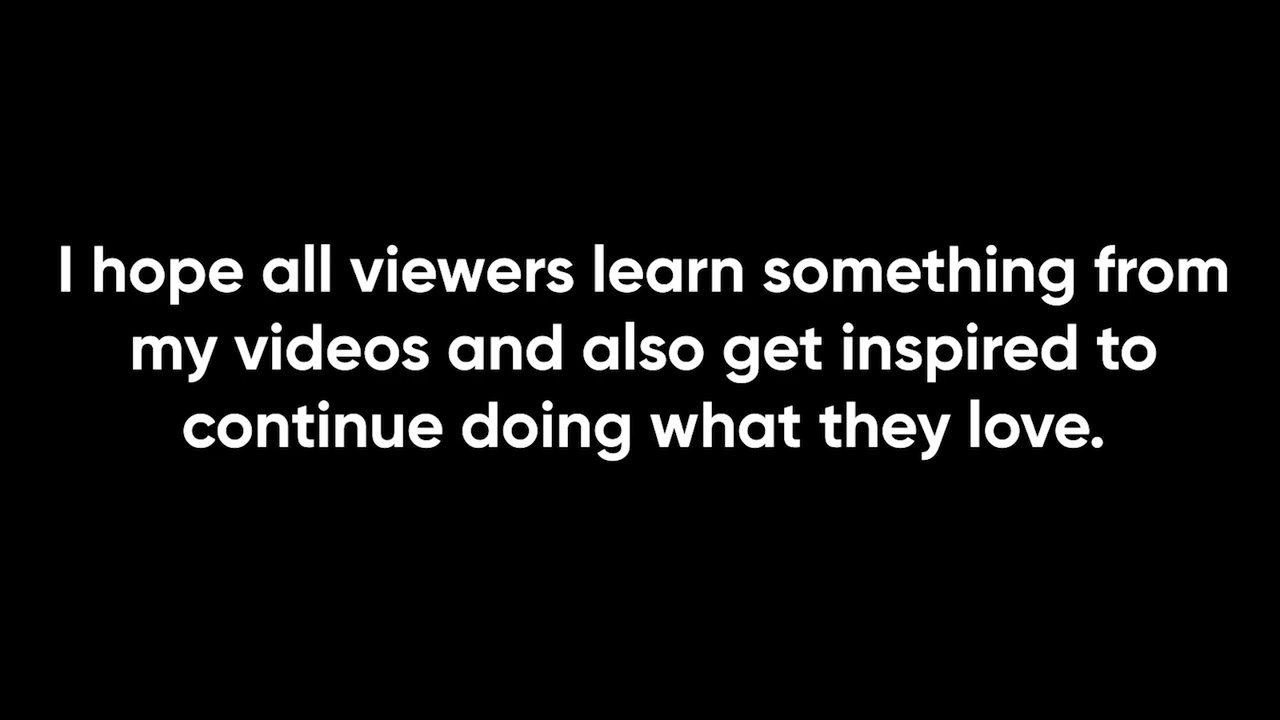 I hope all viewers learn something from
my videos and also get inspired to
continue doing what they love.